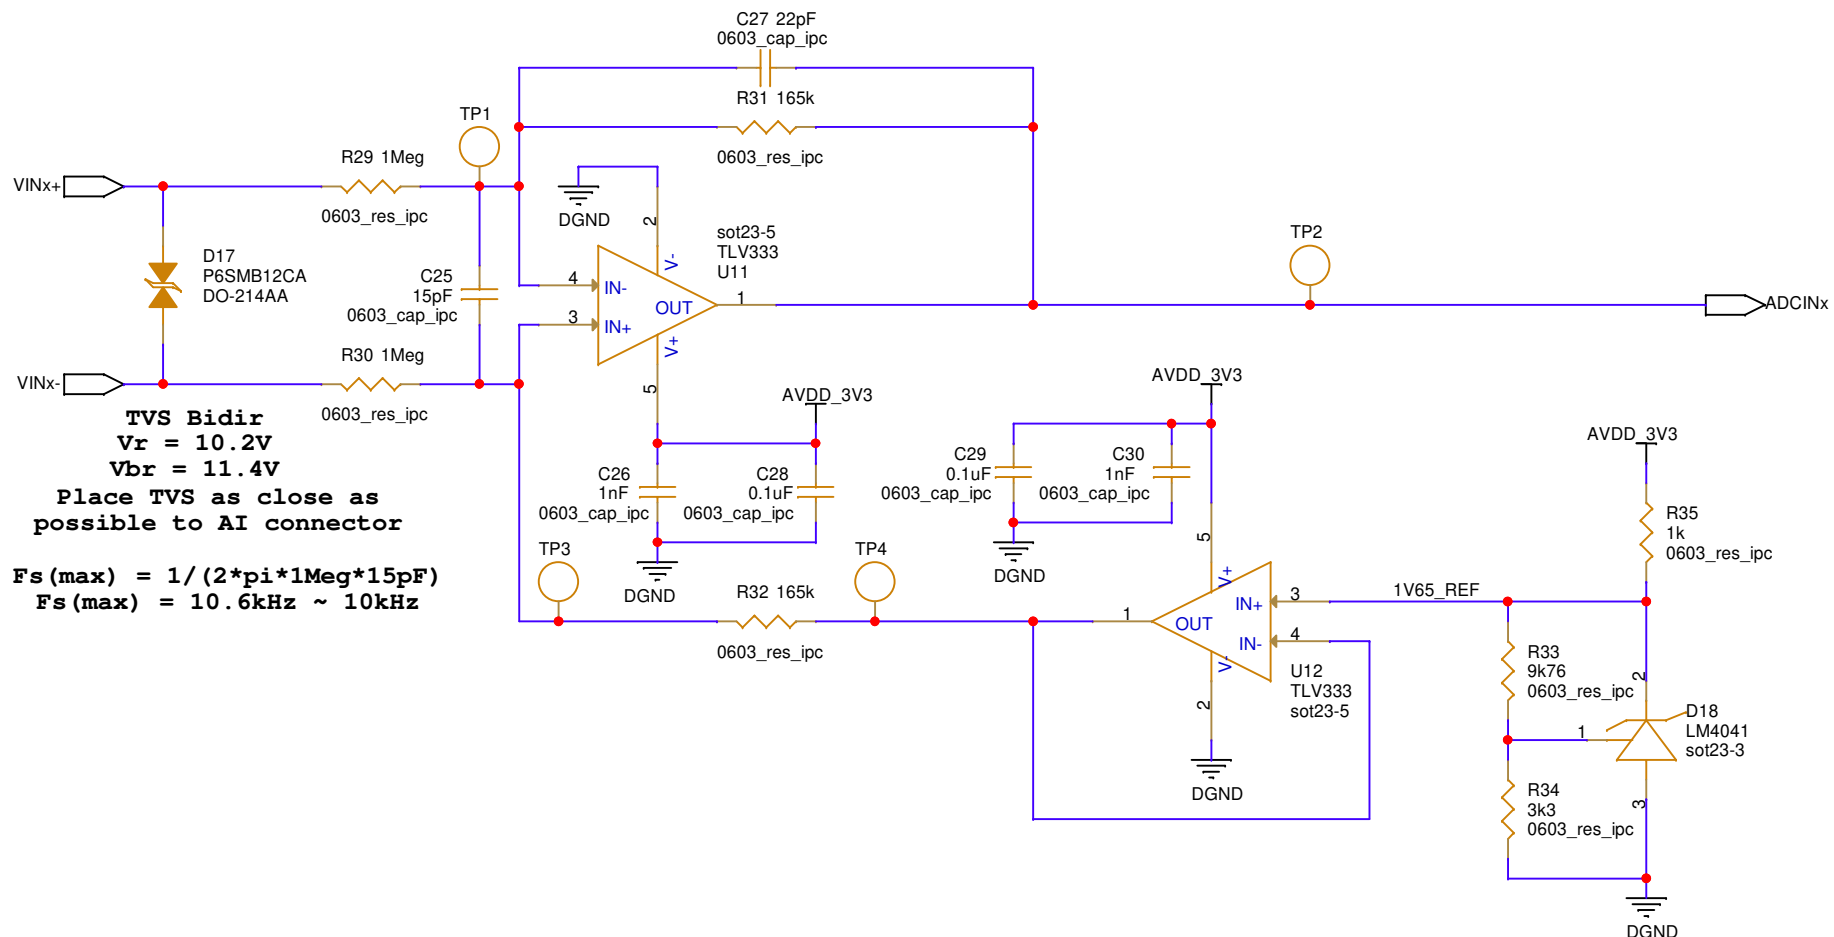 C27 22pF
0603_cap_ipc
R31 165k
0603_res_ipc
TP1
R29 1Meg
0603_res_ipc
VINx+
D17
P6SMB12CA
DO-214AA
C25
15pF
0603_cap_ipc
R30 1Meg
0603_res_ipc
VINx-
DGND
2
V-
sot23-5
TLV333
U11
4
IN-
3
IN+
OUT
1
V+
5
TP2
ADCINx
TVS Bidir
Vr = 10.2V
Vbr = 11.4V
Place TVS as close as
possible to AI connector
Fs(max) = 1/(2*pi*1Meg*15pF)
Fs(max) = 10.6kHz ~ 10kHz
AVDD_3V3
C26
1nF
0603_cap_ipc
C28
0.1uF
0603_cap_ipc
DGND
TP3
R32 165k
0603_res_ipc
TP4
AVDD_3V3
C29
0.1uF
0603_cap_ipc
C30
1nF
0603_cap_ipc
DGND
5
V+
IN+
3
IN-
4
OUT
1
V-
2
U12
TLV333
sot23-5
DGND
1V65_REF
AVDD_3V3
R35
1k
0603_res_ipc
R33
9k76
0603_res_ipc
2
D18
LM4041
sot23-3
1
3
R34
3k3
0603_res_ipc
DGND